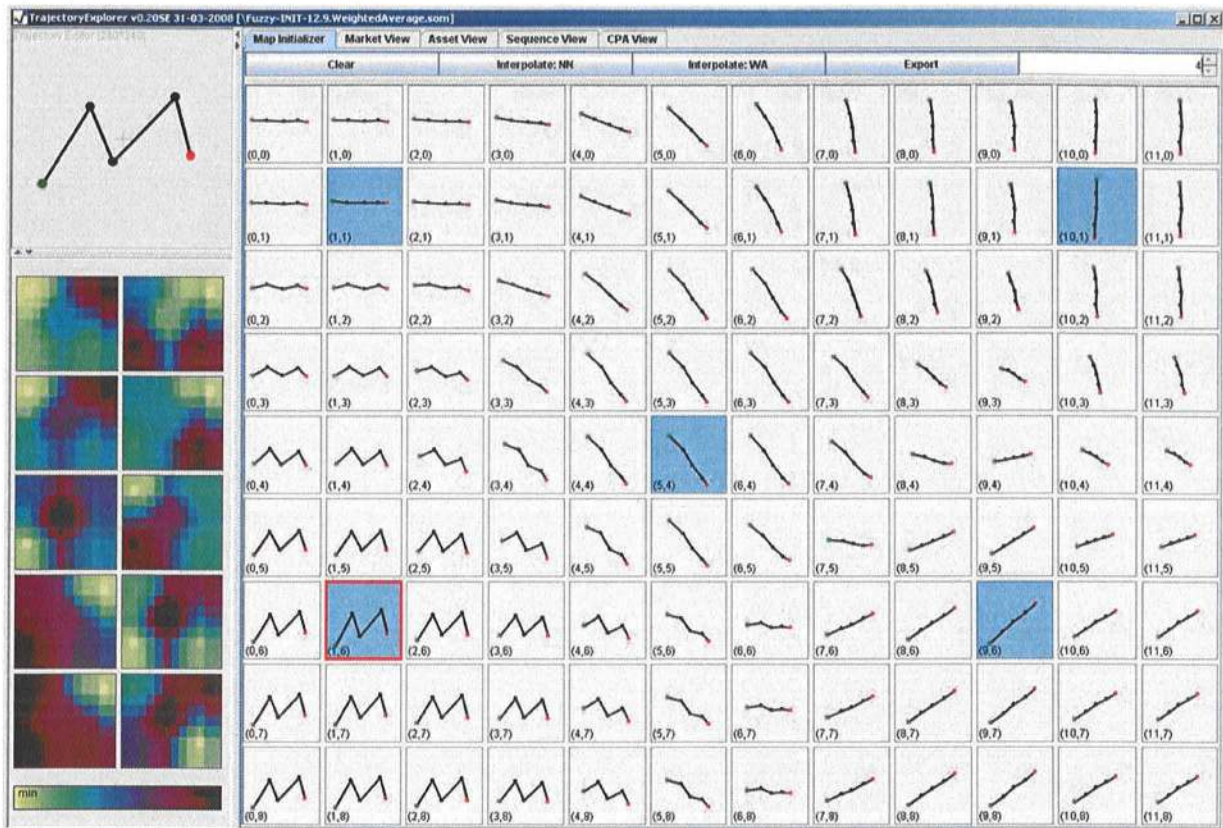 TrajectoryExplorer v0.20SE 31-03-2008 [\Fuzzy-INIT-12.9.WeightedAverage.som]
Trajectory Editor
Map Initializer Market View Asset View Sequence View CPA View
Clear Interpolate: NN Interpolate: WA Export 4
(0,0) (1,0) (2,0) (3,0) (4,0) (5,0) (6,0) (7,0) (8,0) (9,0) (10,0) (11,0)
(0,1) (1,1) (2,1) (3,1) (4,1) (5,1) (6,1) (7,1) (8,1) (9,1) (10,1) (11,1)
(0,2) (1,2) (2,2) (3,2) (4,2) (5,2) (6,2) (7,2) (8,2) (9,2) (10,2) (11,2)
(0,3) (1,3) (2,3) (3,3) (4,3) (5,3) (6,3) (7,3) (8,3) (9,3) (10,3) (11,3)
(0,4) (1,4) (2,4) (3,4) (4,4) (5,4) (6,4) (7,4) (8,4) (9,4) (10,4) (11,4)
(0,5) (1,5) (2,5) (3,5) (4,5) (5,5) (6,5) (7,5) (8,5) (9,5) (10,5) (11,5)
(0,6) (1,6) (2,6) (3,6) (4,6) (5,6) (6,6) (7,6) (8,6) (9,6) (10,6) (11,6)
(0,7) (1,7) (2,7) (3,7) (4,7) (5,7) (6,7) (7,7) (8,7) (9,7) (10,7) (11,7)
(0,8) (1,8) (2,8) (3,8) (4,8) (5,8) (6,8) (7,8) (8,8) (9,8) (10,8) (11,8)
min